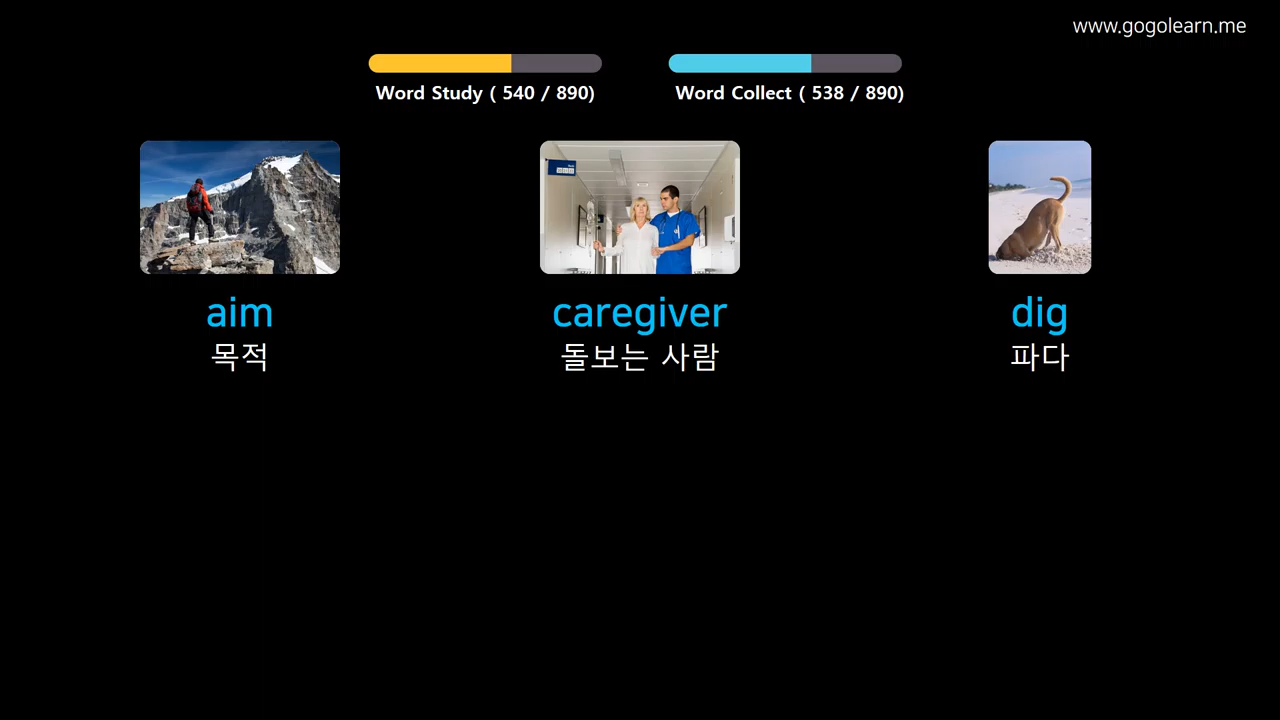 www.gogolearn.me
Word Study ( 540 / 890)
Word Collect ( 538 / 890)
aim
목적
caregiver
돌보는 사람
dig
파다